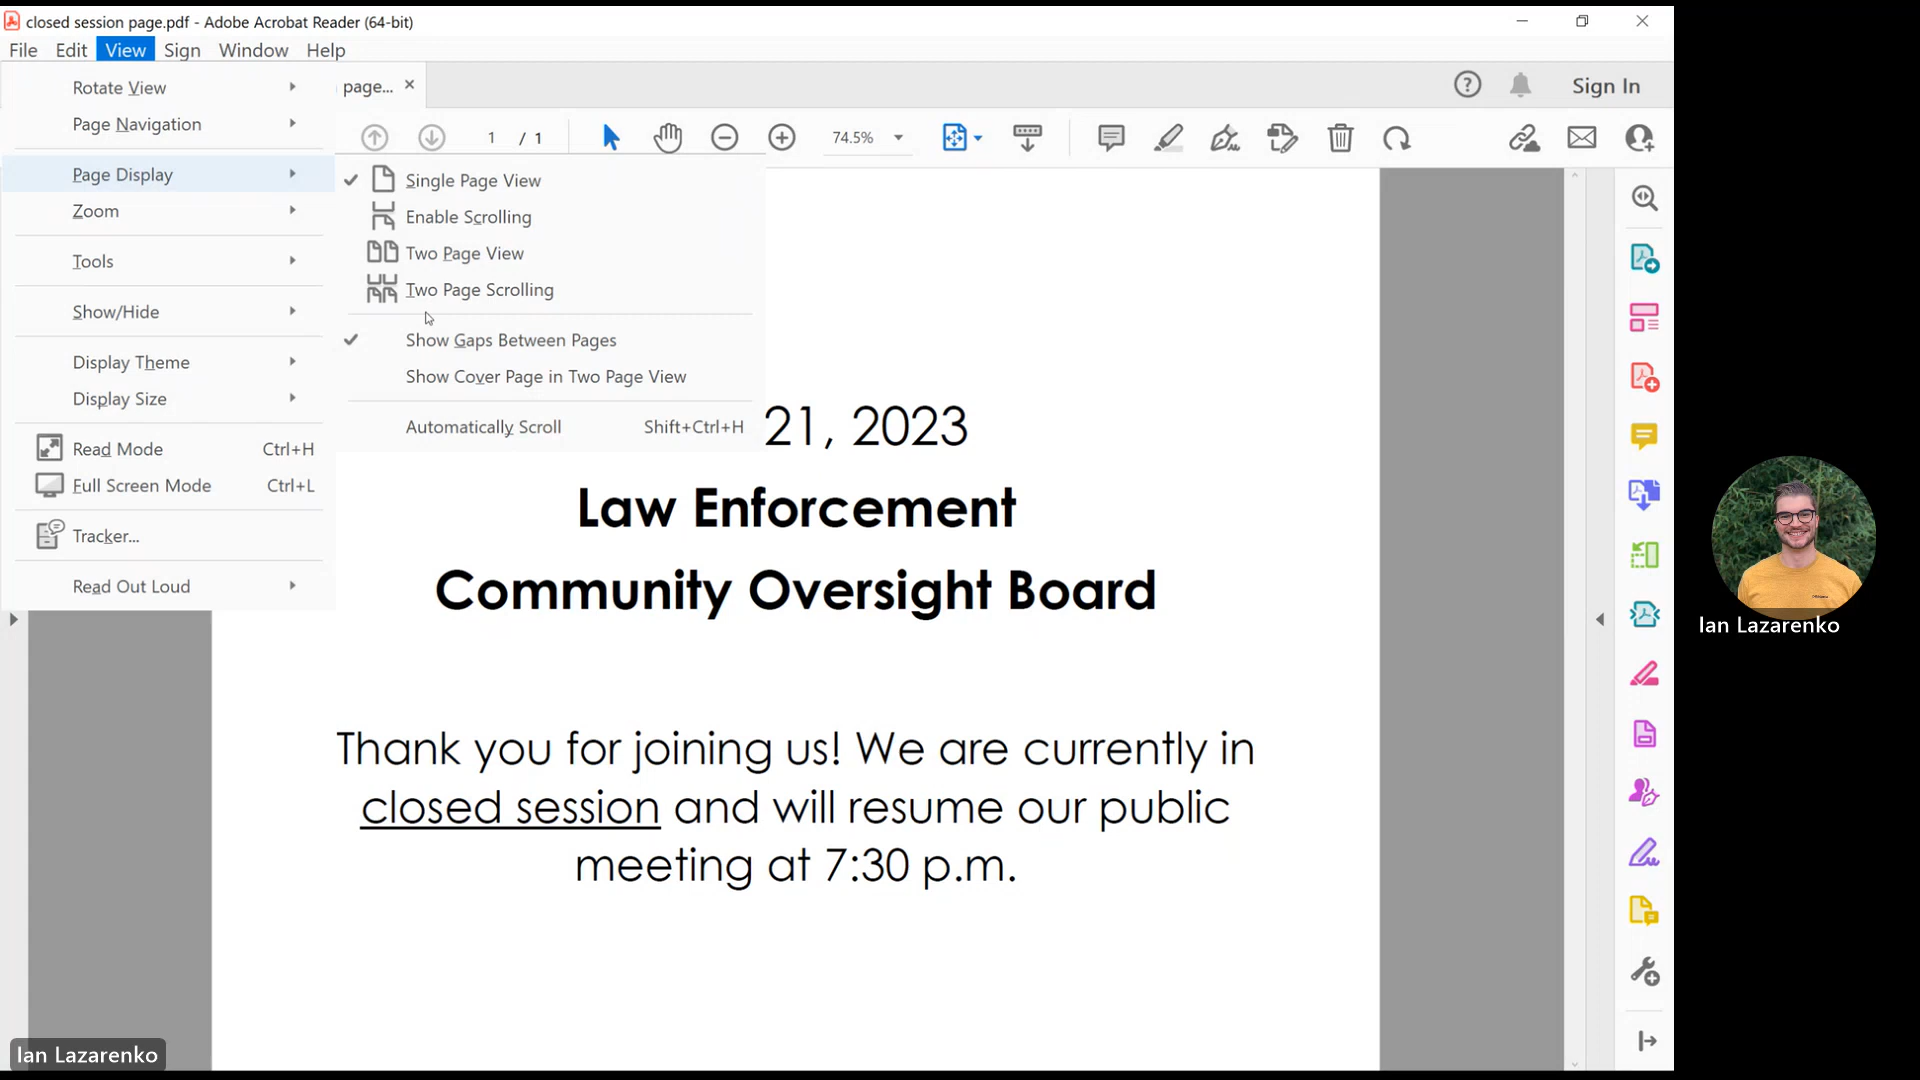 closed session page.pdf - Adobe Acrobat Reader (64-bit)
File Edit View Sign Window Help
Rotate View
Page Navigation
Page Display
Zoom
Tools
Show/Hide
Display Theme
Display Size
Read Mode Ctrl+H
Full Screen Mode Ctrl+L
Tracker...
Read Out Loud
page...
Sign In
1 / 1
74.5%
Single Page View
Enable Scrolling
Two Page View
Two Page Scrolling
Show Gaps Between Pages
Show Cover Page in Two Page View
Automatically Scroll Shift+Ctrl+H
21, 2023
Law Enforcement
Community Oversight Board
Thank you for joining us! We are currently in
closed session and will resume our public
meeting at 7:30 p.m.
Ian Lazarenko
Ian Lazarenko